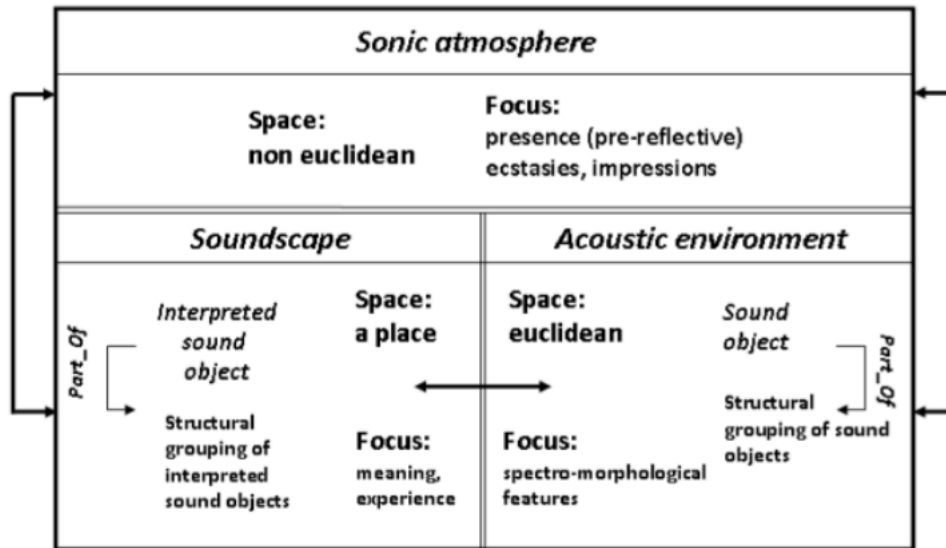 Sonic atmosphere
Space:
non euclidean
Focus:
presence (pre-reflective)
ecstasies, impressions
Soundscape
Part_Of
Interpreted
sound
object
Structural
grouping of
interpreted
sound objects
Space:
a place
Focus:
meaning,
experience
Acoustic environment
Space:
euclidean
Focus:
spectro-morphological
features
Sound
object
Part_Of
Structural
grouping of sound
objects